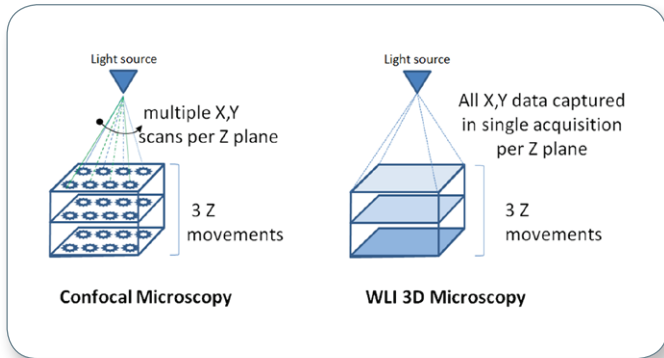 Light source
multiple X,Y
scans per Z plane
3 Z
movements
Confocal Microscopy
Light source
All X,Y data captured
in single acquisition
per Z plane
3 Z
movements
WLI 3D Microscopy